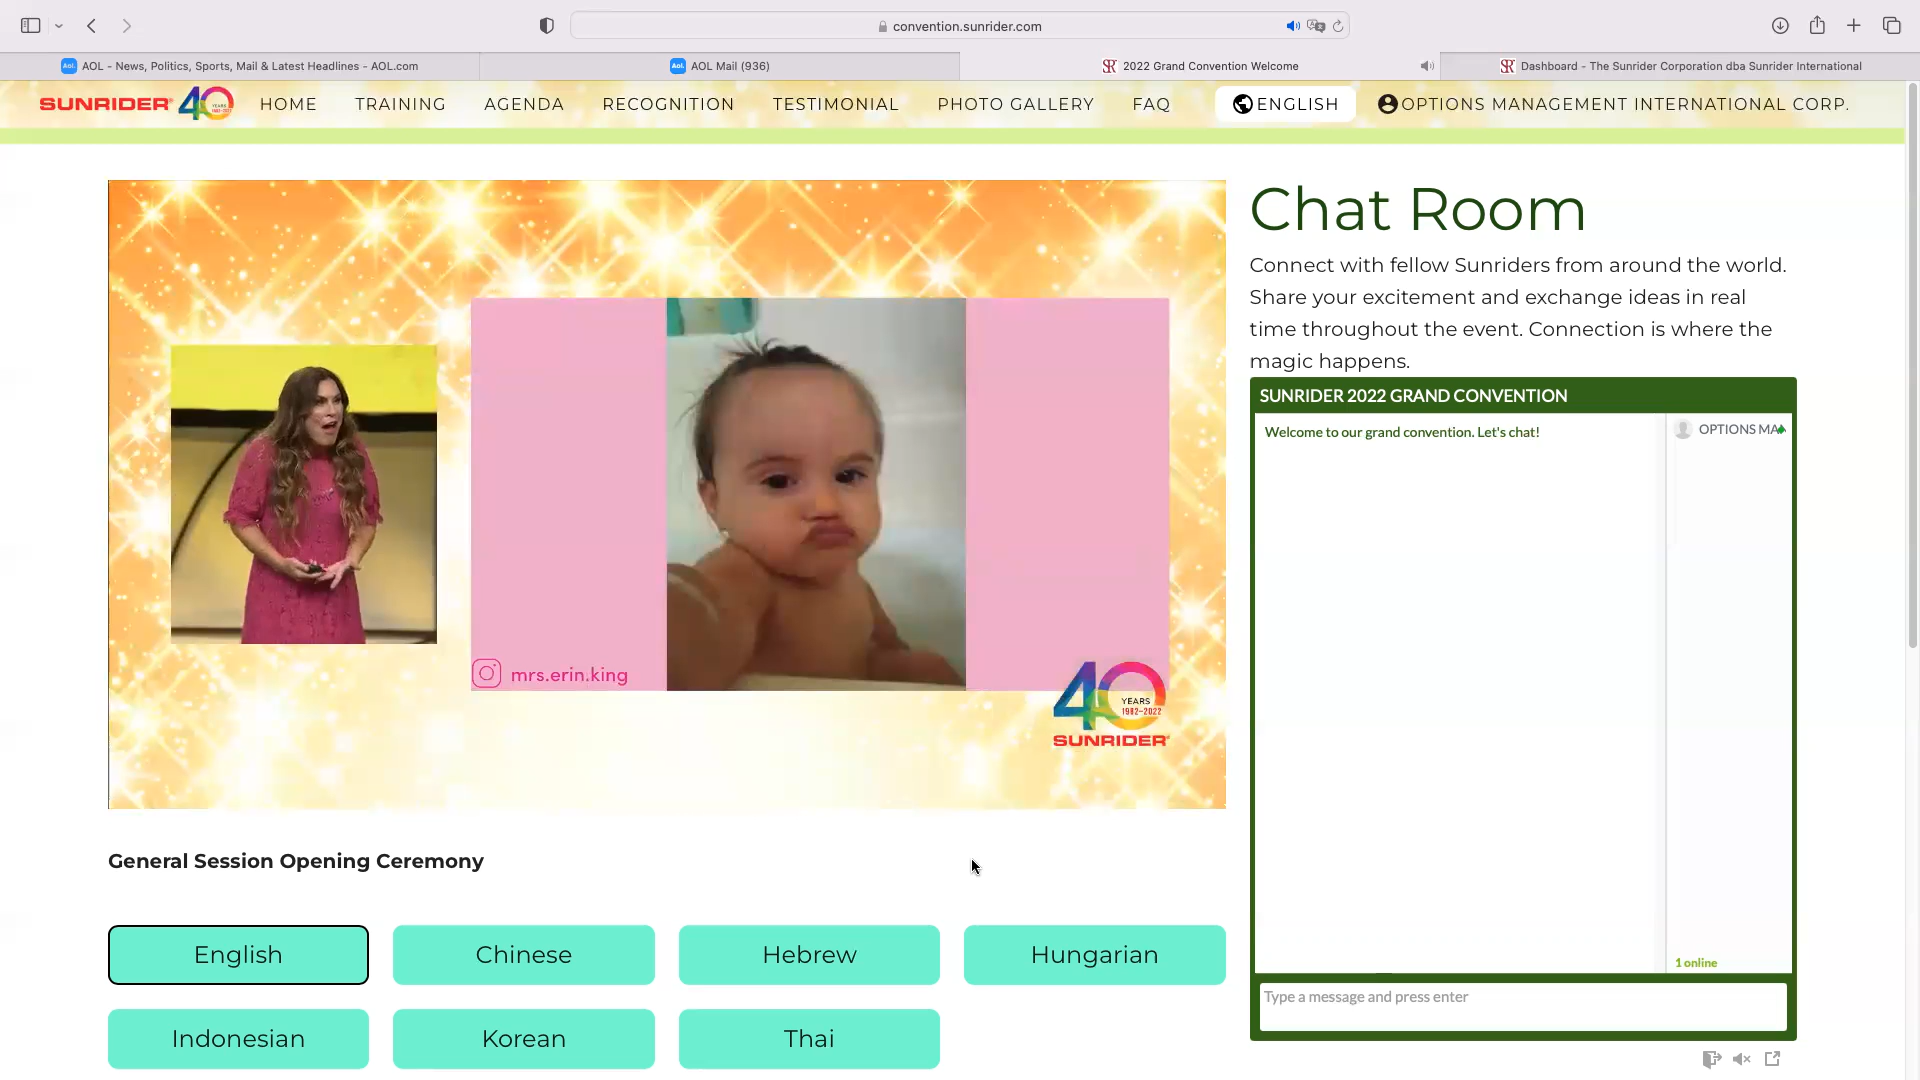 convention.sunrider.com
AOL - News, Politics, Sports, Mail & Latest Headlines - AOL.com
AOL Mail (936)
2022 Grand Convention Welcome
Dashboard - The Sunrider Corporation dba Sunrider International
SUNRIDER 40 YEARS
HOME
TRAINING
AGENDA
RECOGNITION
TESTIMONIAL
PHOTO GALLERY
FAQ
ENGLISH
OPTIONS MANAGEMENT INTERNATIONAL CORP.
mrs.erin.king
40 YEARS
1982-2022
SUNRIDER
Chat Room
Connect with fellow Sunriders from around the world.
Share your excitement and exchange ideas in real
time throughout the event. Connection is where the
magic happens.
SUNRIDER 2022 GRAND CONVENTION
Welcome to our grand convention. Let's chat!
OPTIONS MA
1 online
Type a message and press enter
General Session Opening Ceremony
English
Chinese
Hebrew
Hungarian
Indonesian
Korean
Thai